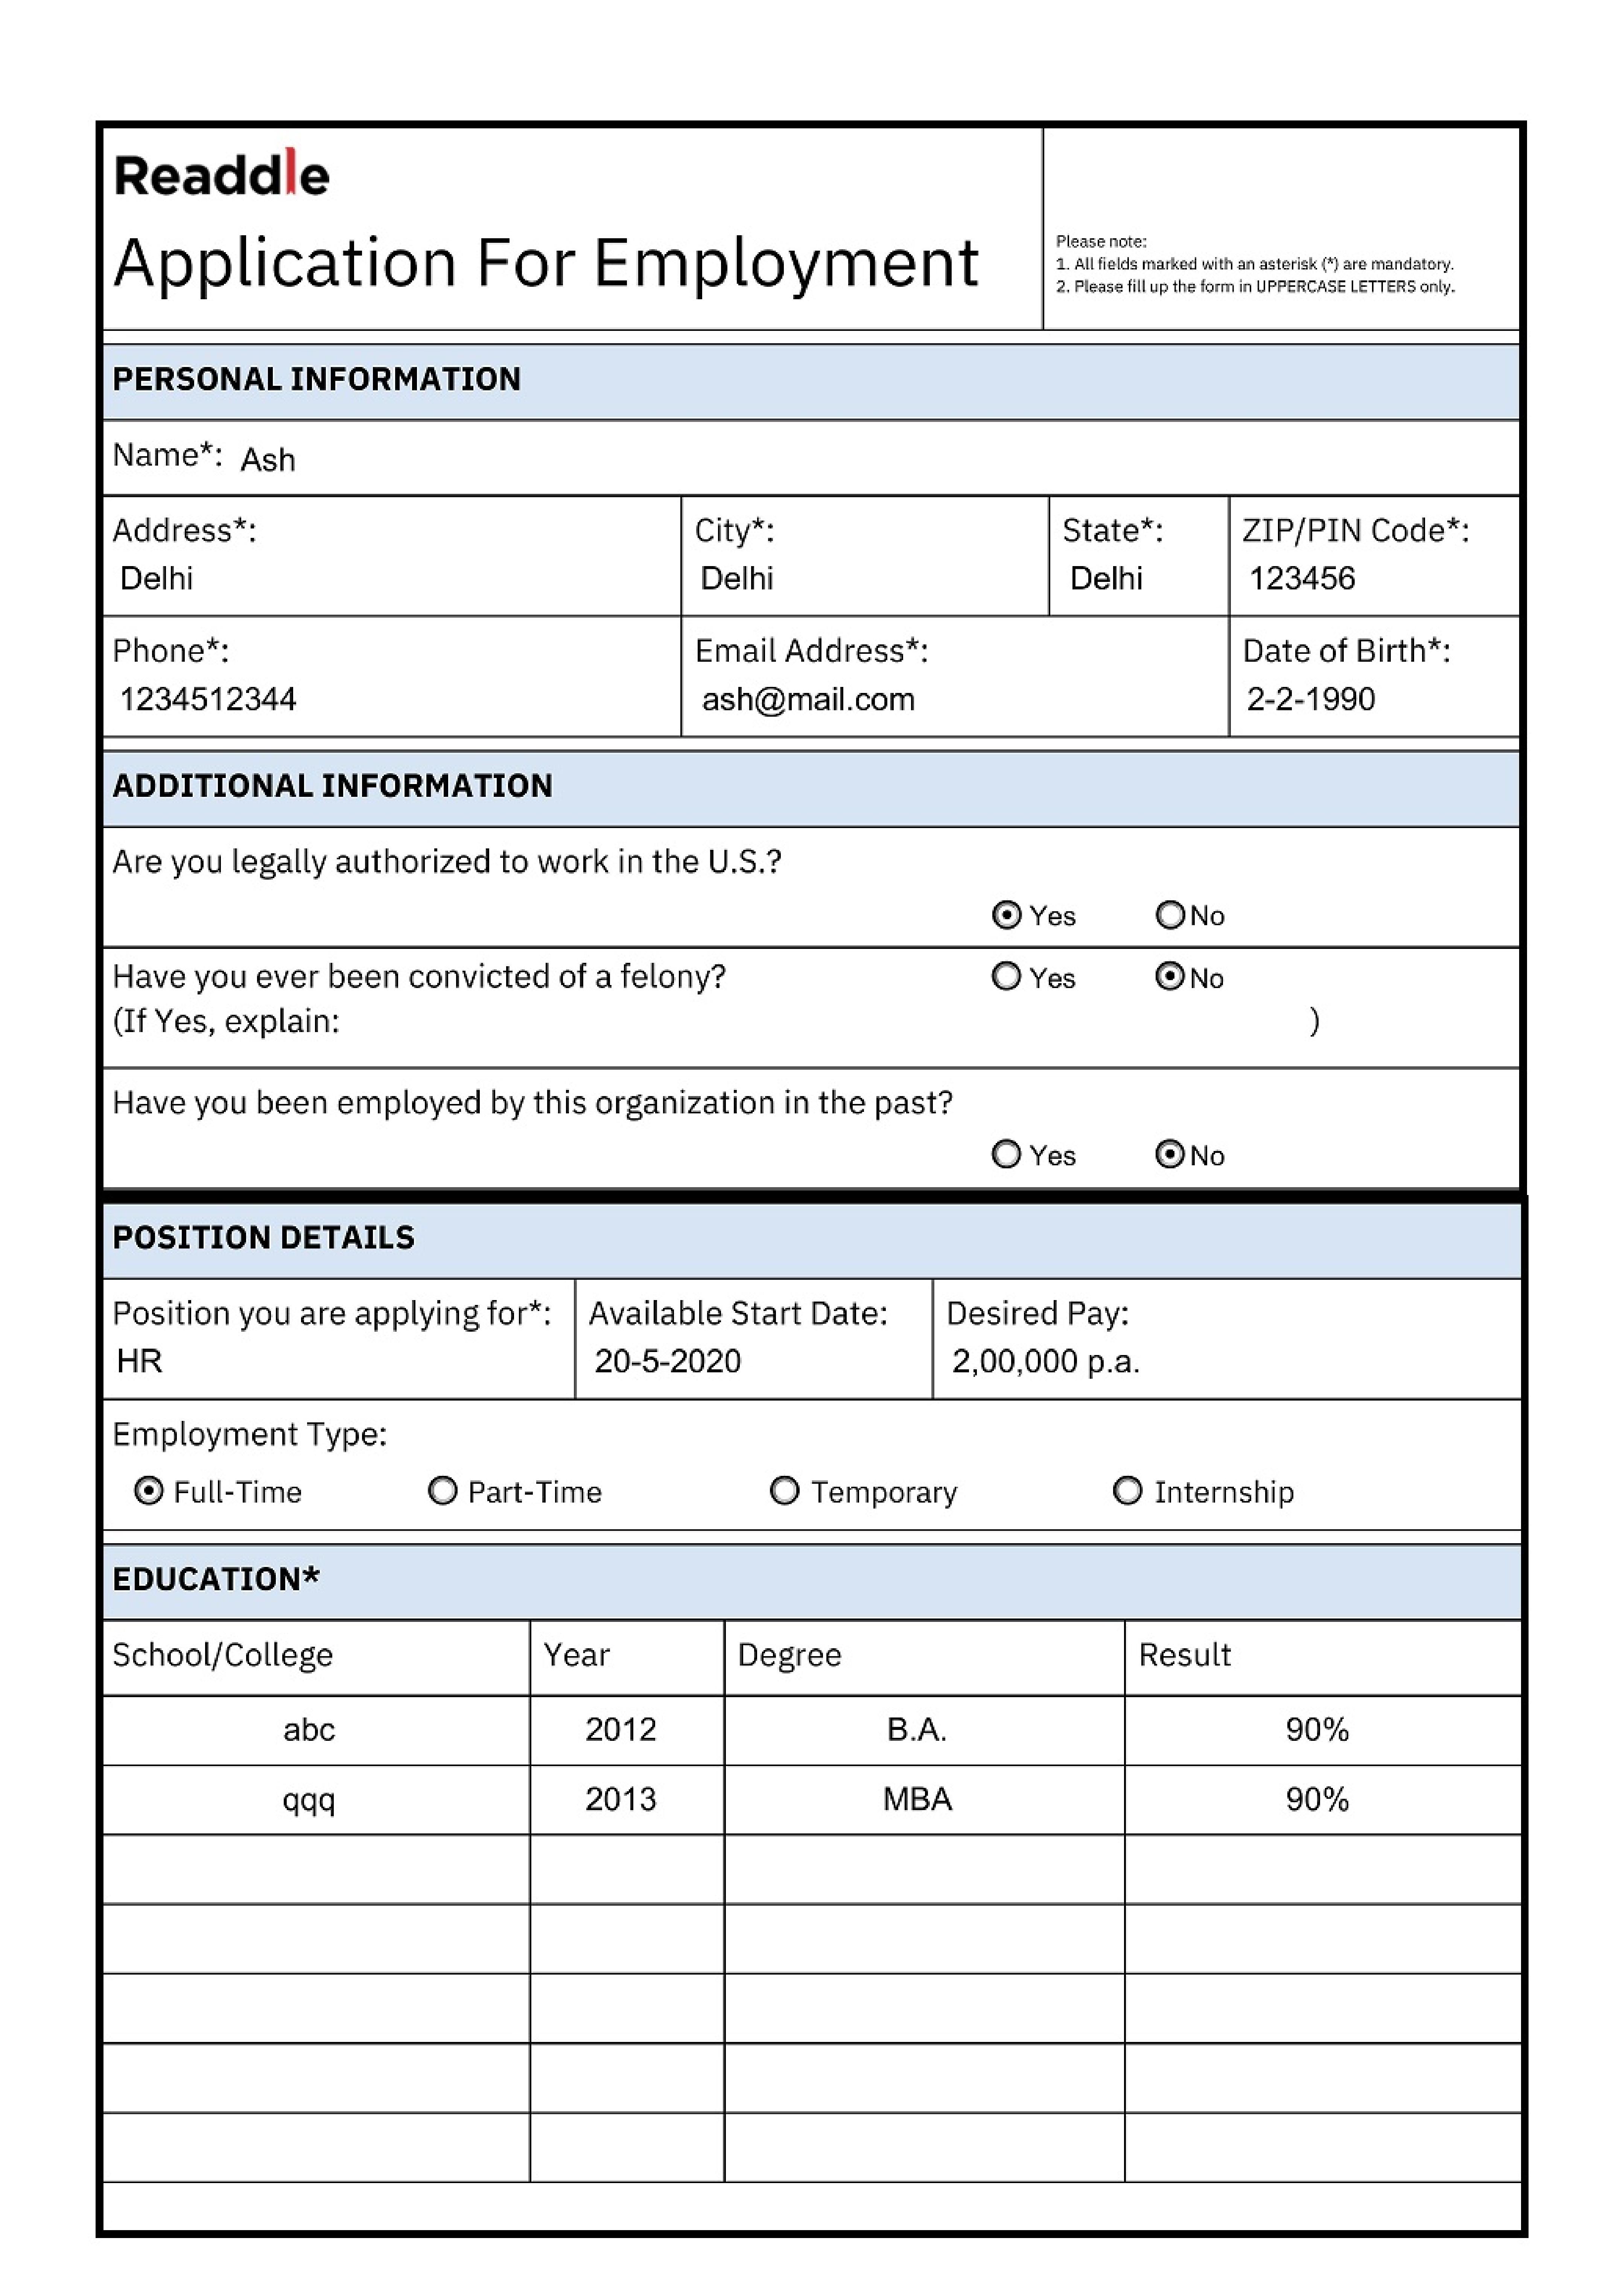 Readdle
Application For Employment
Please note:
1. All fields marked with an asterisk (*) are mandatory.
2. Please fill up the form in UPPERCASE LETTERS only.
PERSONAL INFORMATION
Name*: Ash
Address*: City*: State*: ZIP/PIN Code*:
Delhi Delhi Delhi 123456
Phone*: Email Address*: Date of Birth*:
1234512344 ash@mail.com 2-2-1990
ADDITIONAL INFORMATION
Are you legally authorized to work in the U.S.?
Yes No
Have you ever been convicted of a felony? Yes No
(If Yes, explain: )
Have you been employed by this organization in the past?
Yes No
POSITION DETAILS
Position you are applying for*: Available Start Date: Desired Pay:
HR 20-5-2020 2,00,000 p.a.
Employment Type:
Full-Time Part-Time Temporary Internship
EDUCATION*
School/College Year Degree Result
abc 2012 B.A. 90%
qqq 2013 MBA 90%